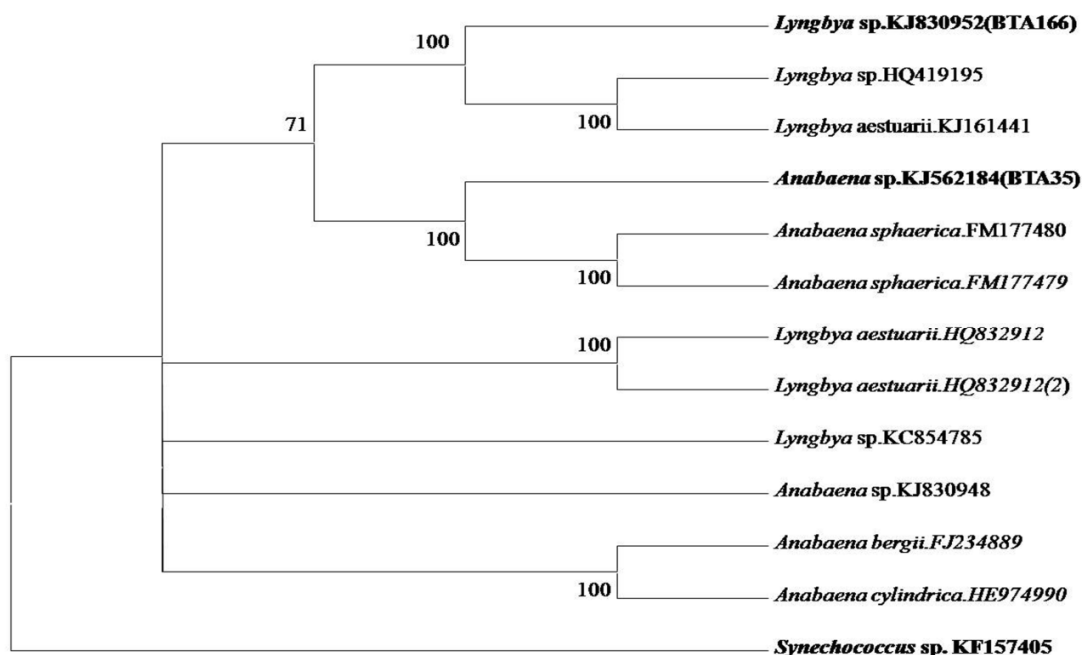 Lyngbya sp.KJ830952(BTA166)
100
Lyngbya sp.HQ419195
100
Lyngbya aestuarii.KJ161441
71
Anabaena sp.KJ562184(BTA35)
100
Anabaena sphaerica.FM177480
100
Anabaena sphaerica.FM177479
Lyngbya aestuarii.HQ832912
100
Lyngbya aestuarii.HQ832912(2)
Lyngbya sp.KC854785
Anabaena sp.KJ830948
Anabaena bergii.FJ234889
100
Anabaena cylindrica.HE974990
Synechococcus sp. KF157405